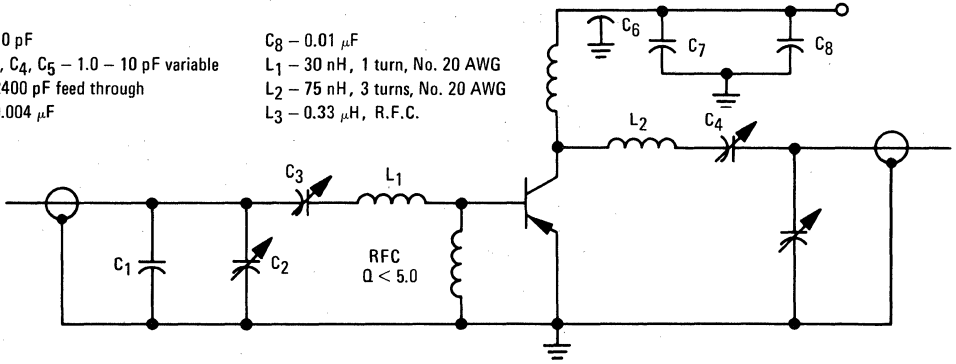 0 pF
, C4, C5 – 1.0 – 10 pF variable
2400 pF feed through
0.004 μF
C8 – 0.01 μF
L1 – 30 nH, 1 turn, No. 20 AWG
L2 – 75 nH, 3 turns, No. 20 AWG
L3 – 0.33 μH, R.F.C.
C6
C7
C8
L2
C4
C3
L1
C1
C2
RFC
Q < 5.0